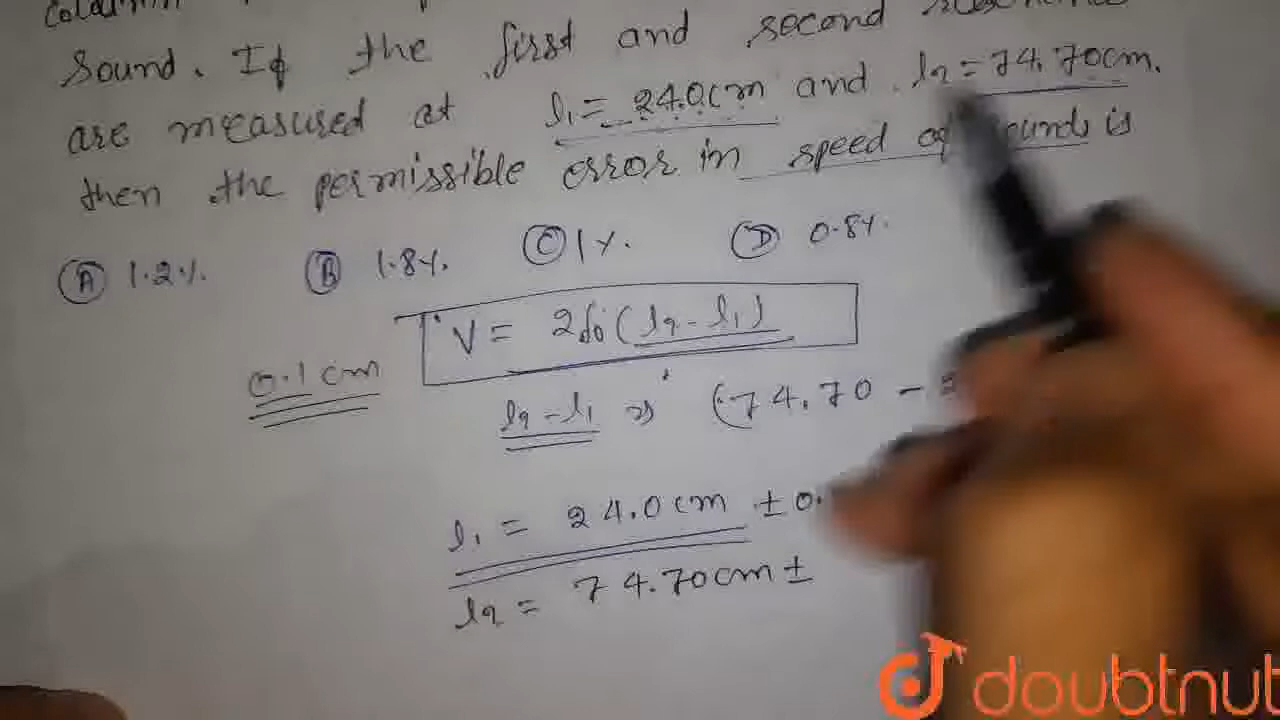 Sound. If the first and second
are measured at l₁ = 24.0cm and l₂ = 74.70cm.
then the permissible error in speed of sound is
(A) 1.2%. (B) 1.8%. (C) 1%. (D) 0.8%.
V = 2f₀(l₂ - l₁)
0.1 cm
l₂ - l₁ ⇒ (74.70 -
l₁ = 24.0cm ± 0.
l₂ = 74.70cm ±
doubtnut